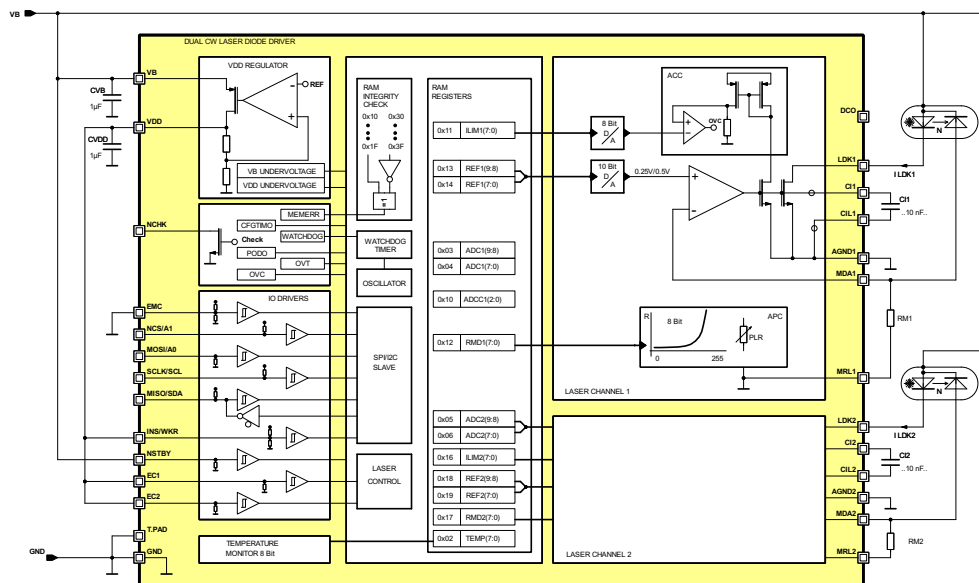 VB
DUAL CW LASER DIODE DRIVER
VB
CVB
1µF
VDD
CVDD
1µF
VDD REGULATOR
REF
VB UNDERVOLTAGE
VDD UNDERVOLTAGE
NCHK
Check
MEMERR
CFGTIMO
WATCHDOG
PODO
OVT
OVC
RAM
INTEGRITY
CHECK
0x10 0x30
0x1F 0x3F
=1
WATCHDOG
TIMER
OSCILLATOR
IO DRIVERS
EMC
NCS/A1
MOSI/A0
SCLK/SCL
MISO/SDA
INS/WKR
NSTBY
EC1
EC2
T.PAD
GND
GND
SPI/I2C
SLAVE
LASER
CONTROL
TEMPERATURE
MONITOR 8 Bit
RAM
REGISTERS
0x11 ILIM1(7:0)
0x13 REF1(9:8)
0x14 REF1(7:0)
0x03 ADC1(9:8)
0x04 ADC1(7:0)
0x10 ADCC1(2:0)
0x12 RMD1(7:0)
0x05 ADC2(9:8)
0x06 ADC2(7:0)
0x16 ILIM2(7:0)
0x18 REF2(9:8)
0x19 REF2(7:0)
0x17 RMD2(7:0)
0x02 TEMP(7:0)
ACC
OVC
8 Bit
D
A
10 Bit
D
A
0.25V/0.5V
R
8 Bit
APC
PLR
0 255
LASER CHANNEL 1
LASER CHANNEL 2
DCO
N
LDK1
I LDK1
CI1
CI1
..10 nF..
CIL1
AGND1
MDA1
RM1
MRL1
N
LDK2
I LDK2
CI2
CI2
..10 nF..
CIL2
AGND2
MDA2
RM2
MRL2